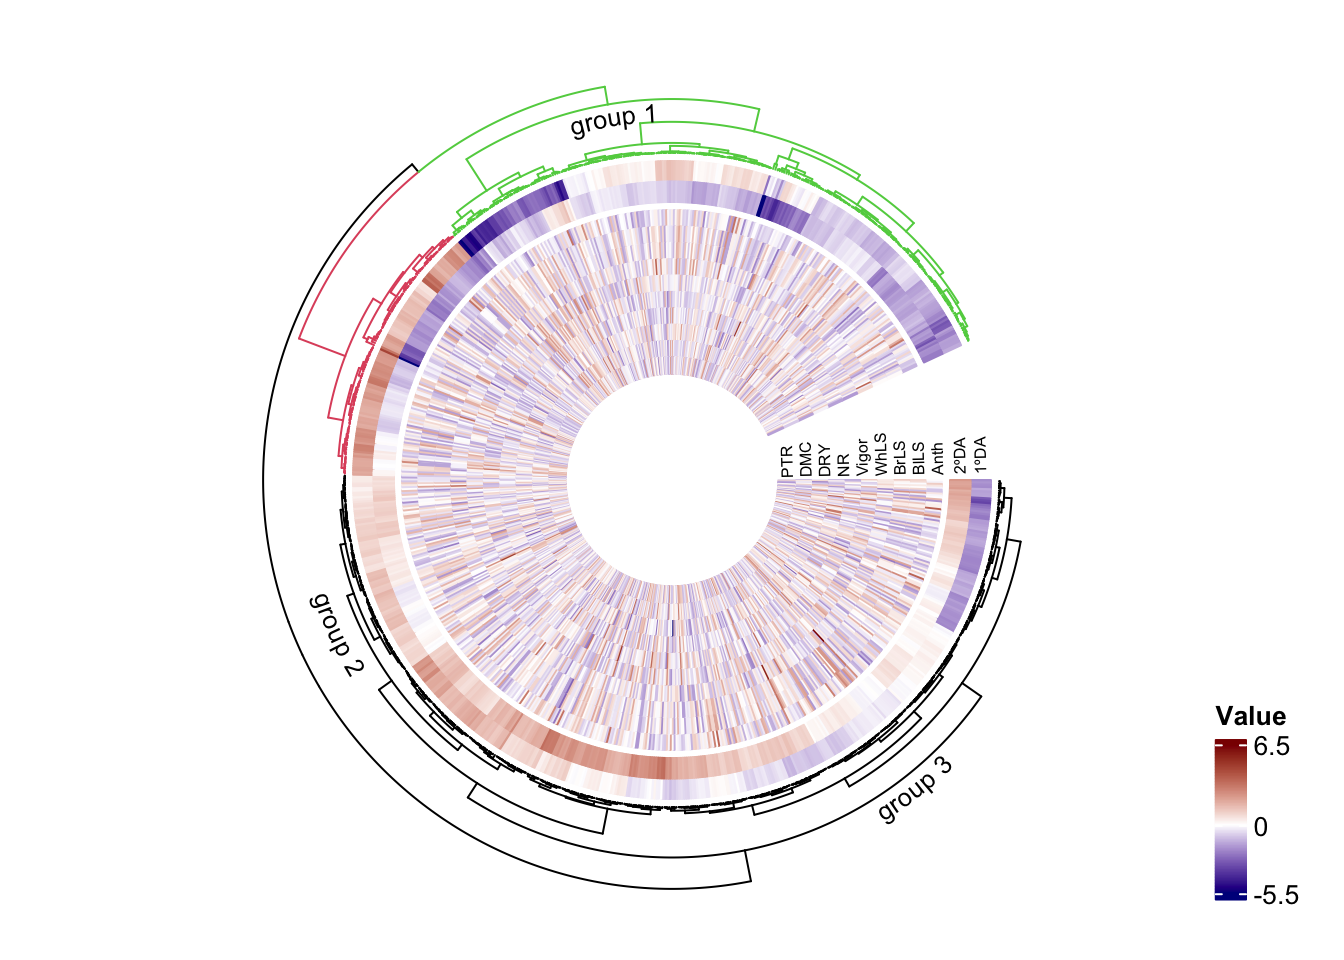 group 1
group 2
group 3
PTR
DMC
DRY
NR
Vigor
WhLS
BrLS
BlLS
Anth
2ºDA
1ºDA
Value
6.5
0
-5.5